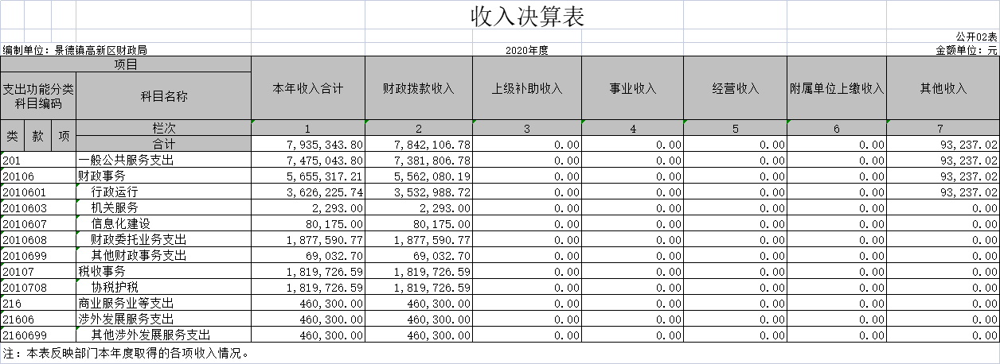 收入决算表
公开02表
编制单位：景德镇高新区财政局 2020年度 金额单位：元
项目 本年收入合计 财政拨款收入 上级补助收入 事业收入 经营收入 附属单位上缴收入 其他收入
支出功能分类科目编码 科目名称
类 款 项 栏次 1 2 3 4 5 6 7
合计 7,935,343.80 7,842,106.78 0.00 0.00 0.00 0.00 93,237.02
201 一般公共服务支出 7,475,043.80 7,381,806.78 0.00 0.00 0.00 0.00 93,237.02
20106 财政事务 5,655,317.21 5,562,080.19 0.00 0.00 0.00 0.00 93,237.02
2010601 行政运行 3,626,225.74 3,532,988.72 0.00 0.00 0.00 0.00 93,237.02
2010603 机关服务 2,293.00 2,293.00 0.00 0.00 0.00 0.00 0.00
2010607 信息化建设 80,175.00 80,175.00 0.00 0.00 0.00 0.00 0.00
2010608 财政委托业务支出 1,877,590.77 1,877,590.77 0.00 0.00 0.00 0.00 0.00
2010699 其他财政事务支出 69,032.70 69,032.70 0.00 0.00 0.00 0.00 0.00
20107 税收事务 1,819,726.59 1,819,726.59 0.00 0.00 0.00 0.00 0.00
2010708 协税护税 1,819,726.59 1,819,726.59 0.00 0.00 0.00 0.00 0.00
216 商业服务业等支出 460,300.00 460,300.00 0.00 0.00 0.00 0.00 0.00
21606 涉外发展服务支出 460,300.00 460,300.00 0.00 0.00 0.00 0.00 0.00
2160699 其他涉外发展服务支出 460,300.00 460,300.00 0.00 0.00 0.00 0.00 0.00
注：本表反映部门本年度取得的各项收入情况。